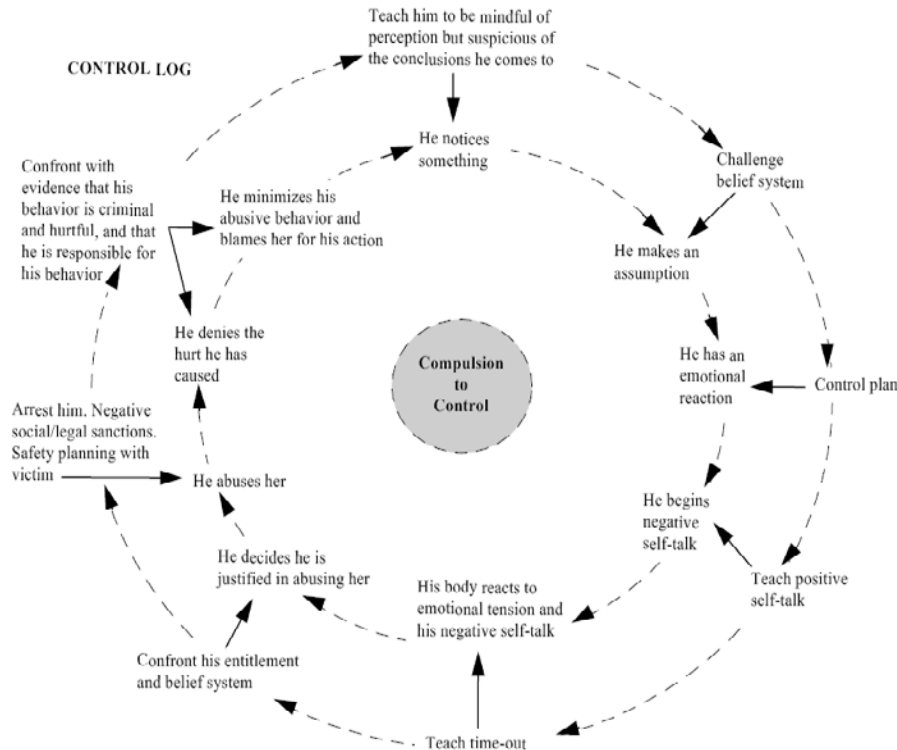 Teach him to be mindful of
perception but suspicious of
the conclusions he comes to
CONTROL LOG
He notices
something
Challenge
belief system
Confront with
evidence that his
behavior is criminal
and hurtful, and that
he is responsible for
his behavior
He minimizes his
abusive behavior and
blames her for his action
He makes an
assumption
He denies the
hurt he has
caused
Compulsion
to
Control
He has an
emotional
reaction
Control plan
Arrest him. Negative
social/legal sanctions.
Safety planning with
victim
He abuses her
He begins
negative
self-talk
He decides he is
justified in abusing her
His body reacts to
emotional tension and
his negative self-talk
Teach positive
self-talk
Confront his entitlement
and belief system
Teach time-out